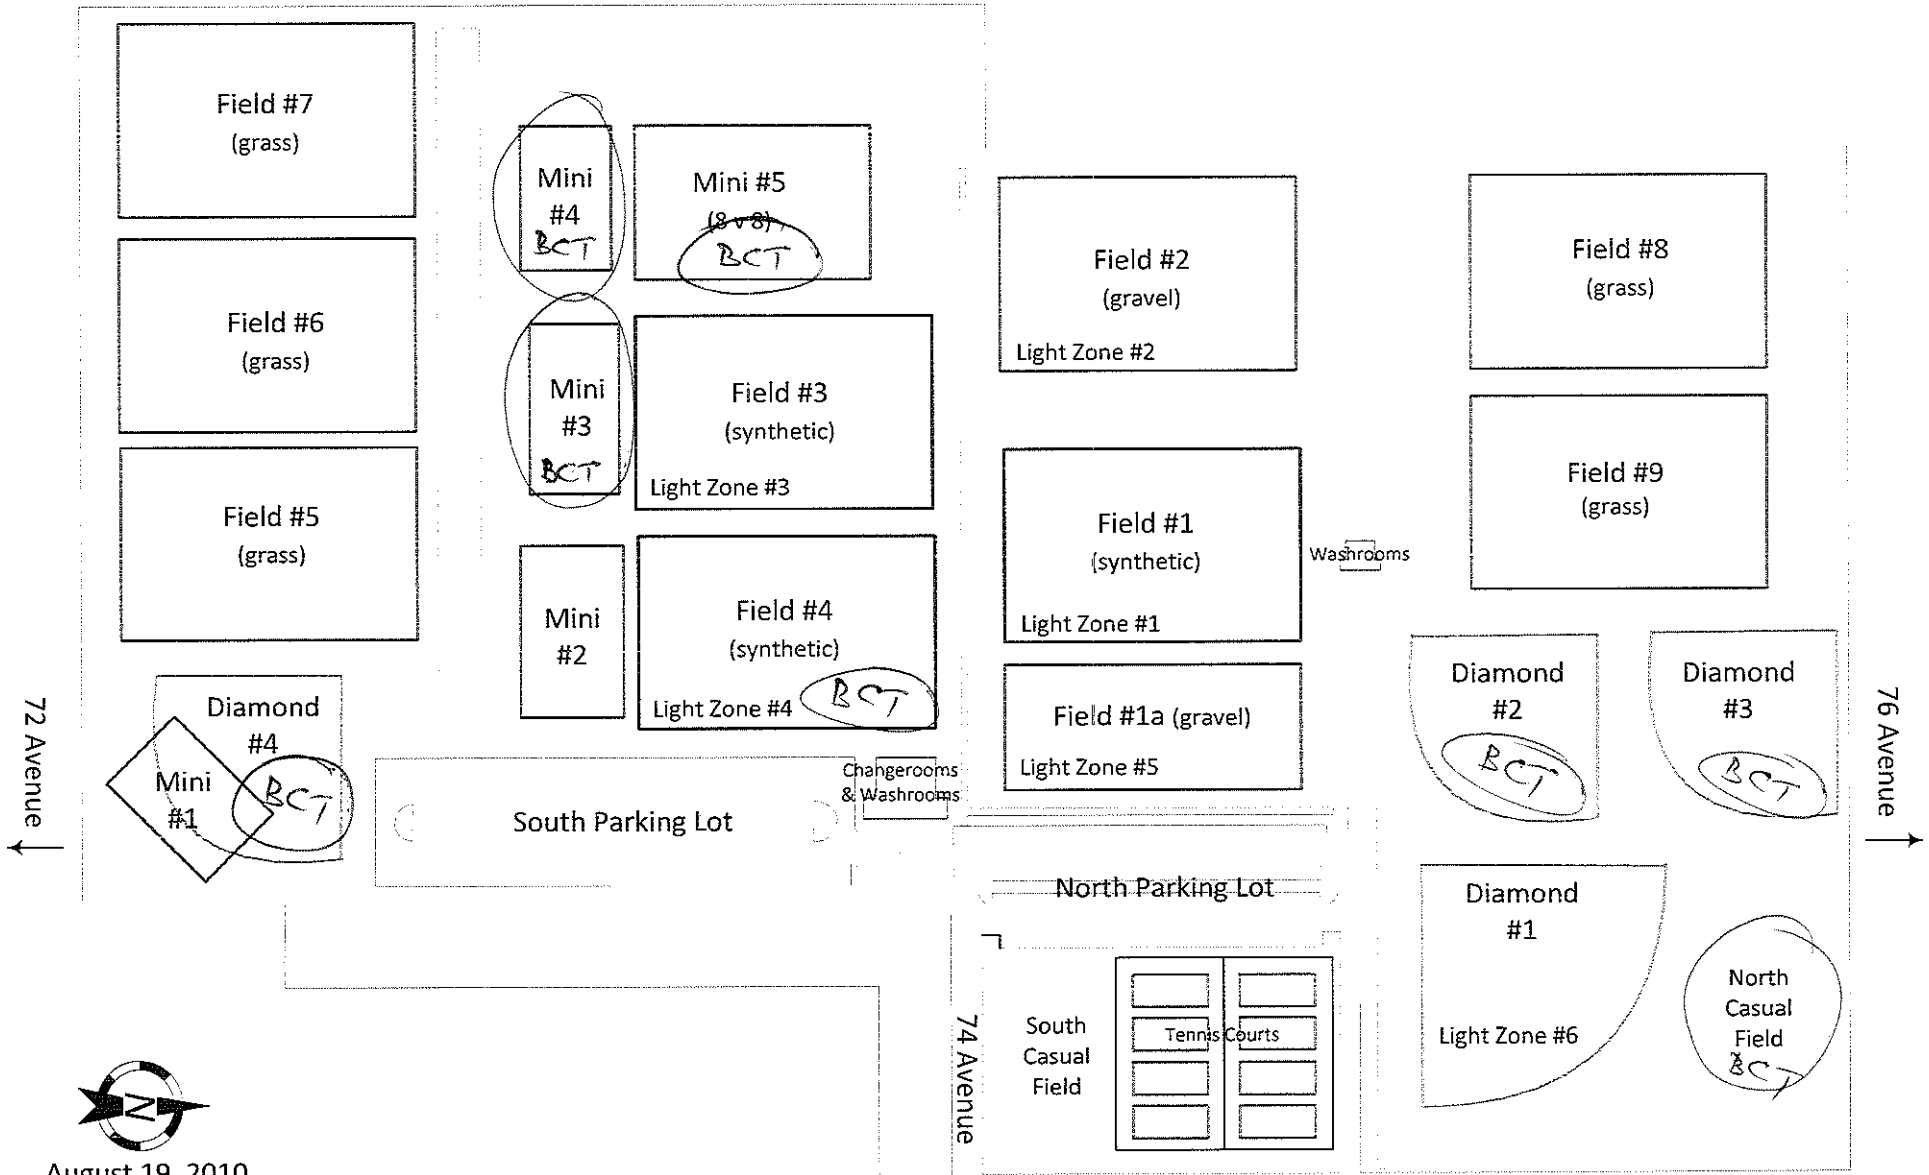 Field #7
(grass)
Field #6
(grass)
Field #5
(grass)
Diamond
#4
Mini
#1
BCT
72 Avenue
Mini
#4
BCT
Mini #5
(8 v 8)
BCT
Mini
#3
BCT
Field #3
(synthetic)
Light Zone #3
Mini
#2
Field #4
(synthetic)
Light Zone #4
BCT
South Parking Lot
Changerooms
& Washrooms
Field #2
(gravel)
Light Zone #2
Field #1
(synthetic)
Light Zone #1
Washrooms
Field #1a (gravel)
Light Zone #5
North Parking Lot
74 Avenue
South
Casual
Field
Tennis Courts
Field #8
(grass)
Field #9
(grass)
Diamond
#2
BCT
Diamond
#3
BCT
76 Avenue
Diamond
#1
Light Zone #6
North
Casual
Field
BCT
N
August 19, 2010